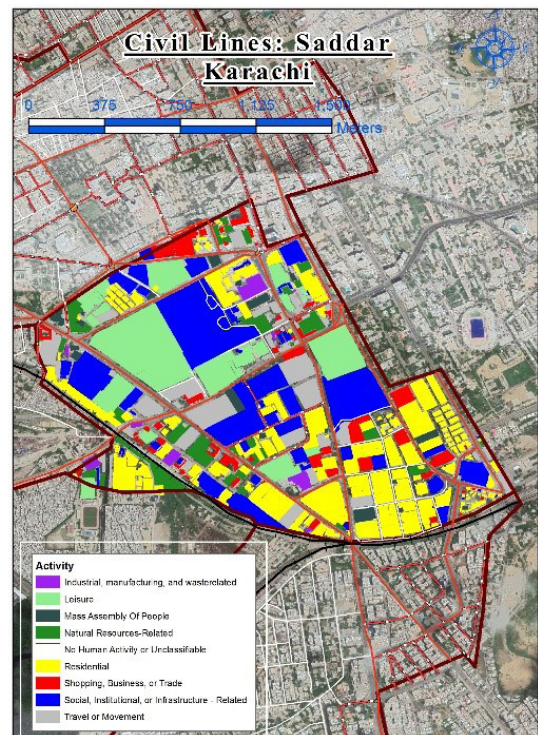 Civil Lines: Saddar
Karachi
0 375 750 1,125 1,500
Meters
Activity
Industrial, manufacturing, and wasterelated
Leisure
Mass Assembly Of People
Natural Resources-Related
No Human Activity or Unclassifiable
Residential
Shopping, Business, or Trade
Social, Institutional, or Infrastructure - Related
Travel or Movement